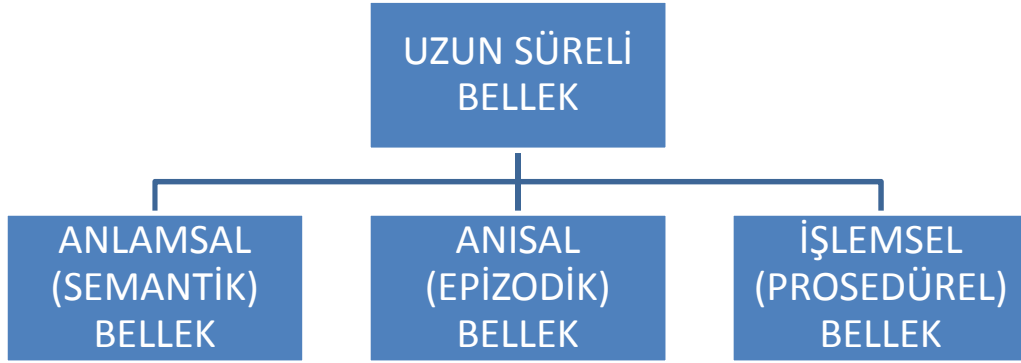 UZUN SÜRELİ
BELLEK
ANLAMSAL
(SEMANTİK)
BELLEK
ANISAL
(EPİZODİK)
BELLEK
İŞLEMSEL
(PROSEDÜREL)
BELLEK